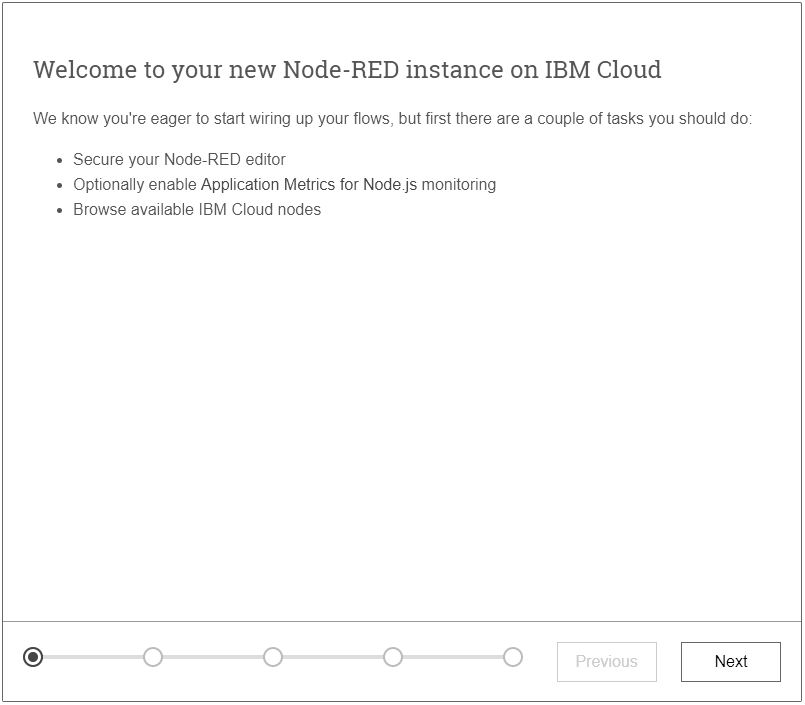 Welcome to your new Node-RED instance on IBM Cloud
We know you're eager to start wiring up your flows, but first there are a couple of tasks you should do:
• Secure your Node-RED editor
• Optionally enable Application Metrics for Node.js monitoring
• Browse available IBM Cloud nodes
Previous
Next